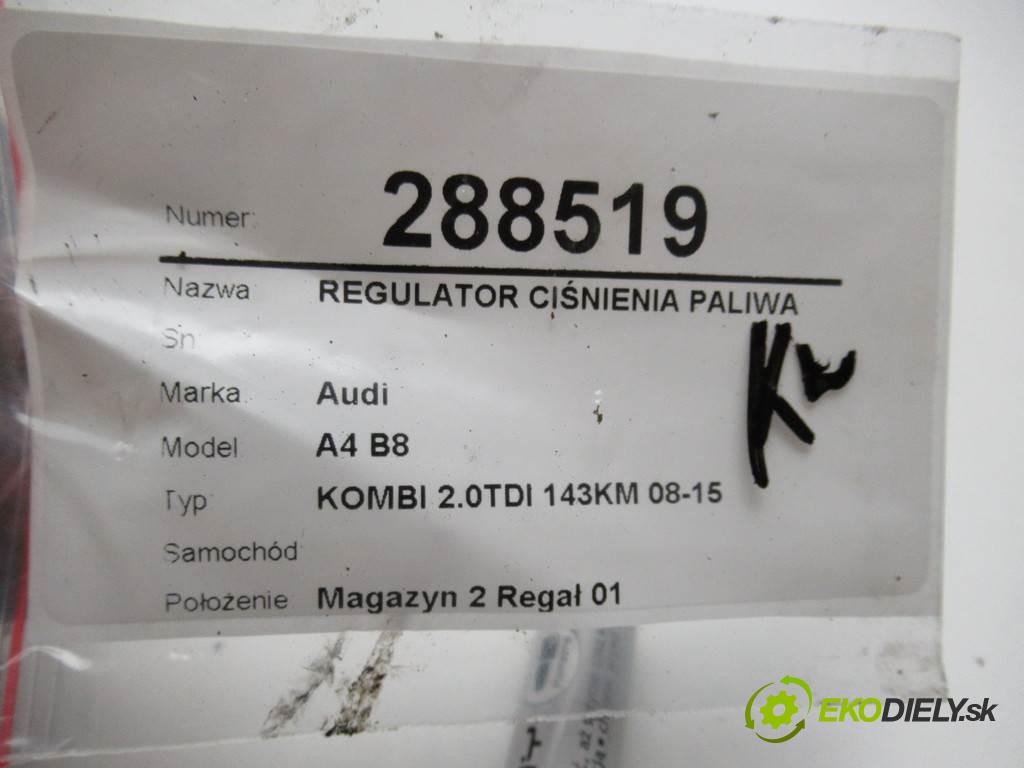 Numer: 288519
Nazwa REGULATOR CIŚNIENIA PALIWA
Sn
Marka Audi
Model A4 B8
Typ KOMBI 2.0TDI 143KM 08-15
Samochód
Położenie Magazyn 2 Regał 01
EKODIELY.sk